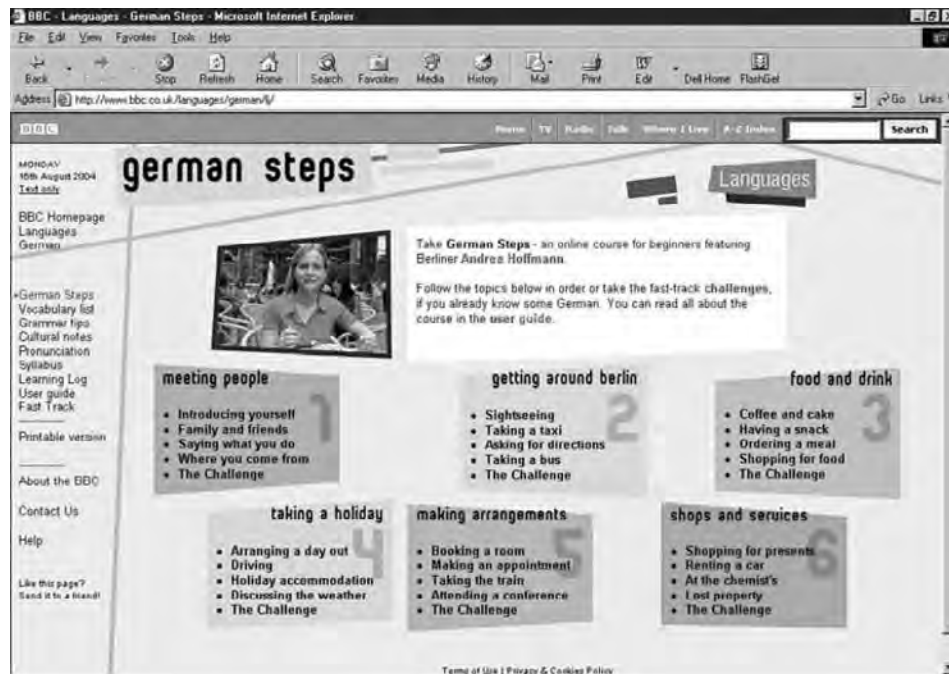 BBC - Languages - German Steps - Microsoft Internet Explorer
File Edit View Favorites Tools Help
Back Stop Refresh Home Search Favorites Media History Mail Print Edit Dell Home FlashGet
Address http://www.bbc.co.uk/languages/german/lj/ Go Links
BBC Home TV Radio Talk Where I Live A-Z Index Search
MONDAY
16th August 2004
Text only
BBC Homepage
Languages
German
German Steps
Vocabulary list
Grammar tips
Cultural notes
Pronunciation
Syllabus
Learning Log
User guide
Fast Track
Printable version
About the BBC
Contact Us
Help
Like this page?
Send it to a friend!
german steps
Languages
Take German Steps - an online course for beginners featuring
Berliner Andrea Hoffmann.
Follow the topics below in order or take the fast-track challenges,
if you already know some German. You can read all about the
course in the user guide.
meeting people
1
• Introducing yourself
• Family and friends
• Saying what you do
• Where you come from
• The Challenge
getting around berlin
2
• Sightseeing
• Taking a taxi
• Asking for directions
• Taking a bus
• The Challenge
food and drink
3
• Coffee and cake
• Having a snack
• Ordering a meal
• Shopping for food
• The Challenge
taking a holiday
4
• Arranging a day out
• Driving
• Holiday accommodation
• Discussing the weather
• The Challenge
making arrangements
5
• Booking a room
• Making an appointment
• Taking the train
• Attending a conference
• The Challenge
shops and services
6
• Shopping for presents
• Renting a car
• At the chemist's
• Lost property
• The Challenge
Terms of Use | Privacy & Cookies Policy